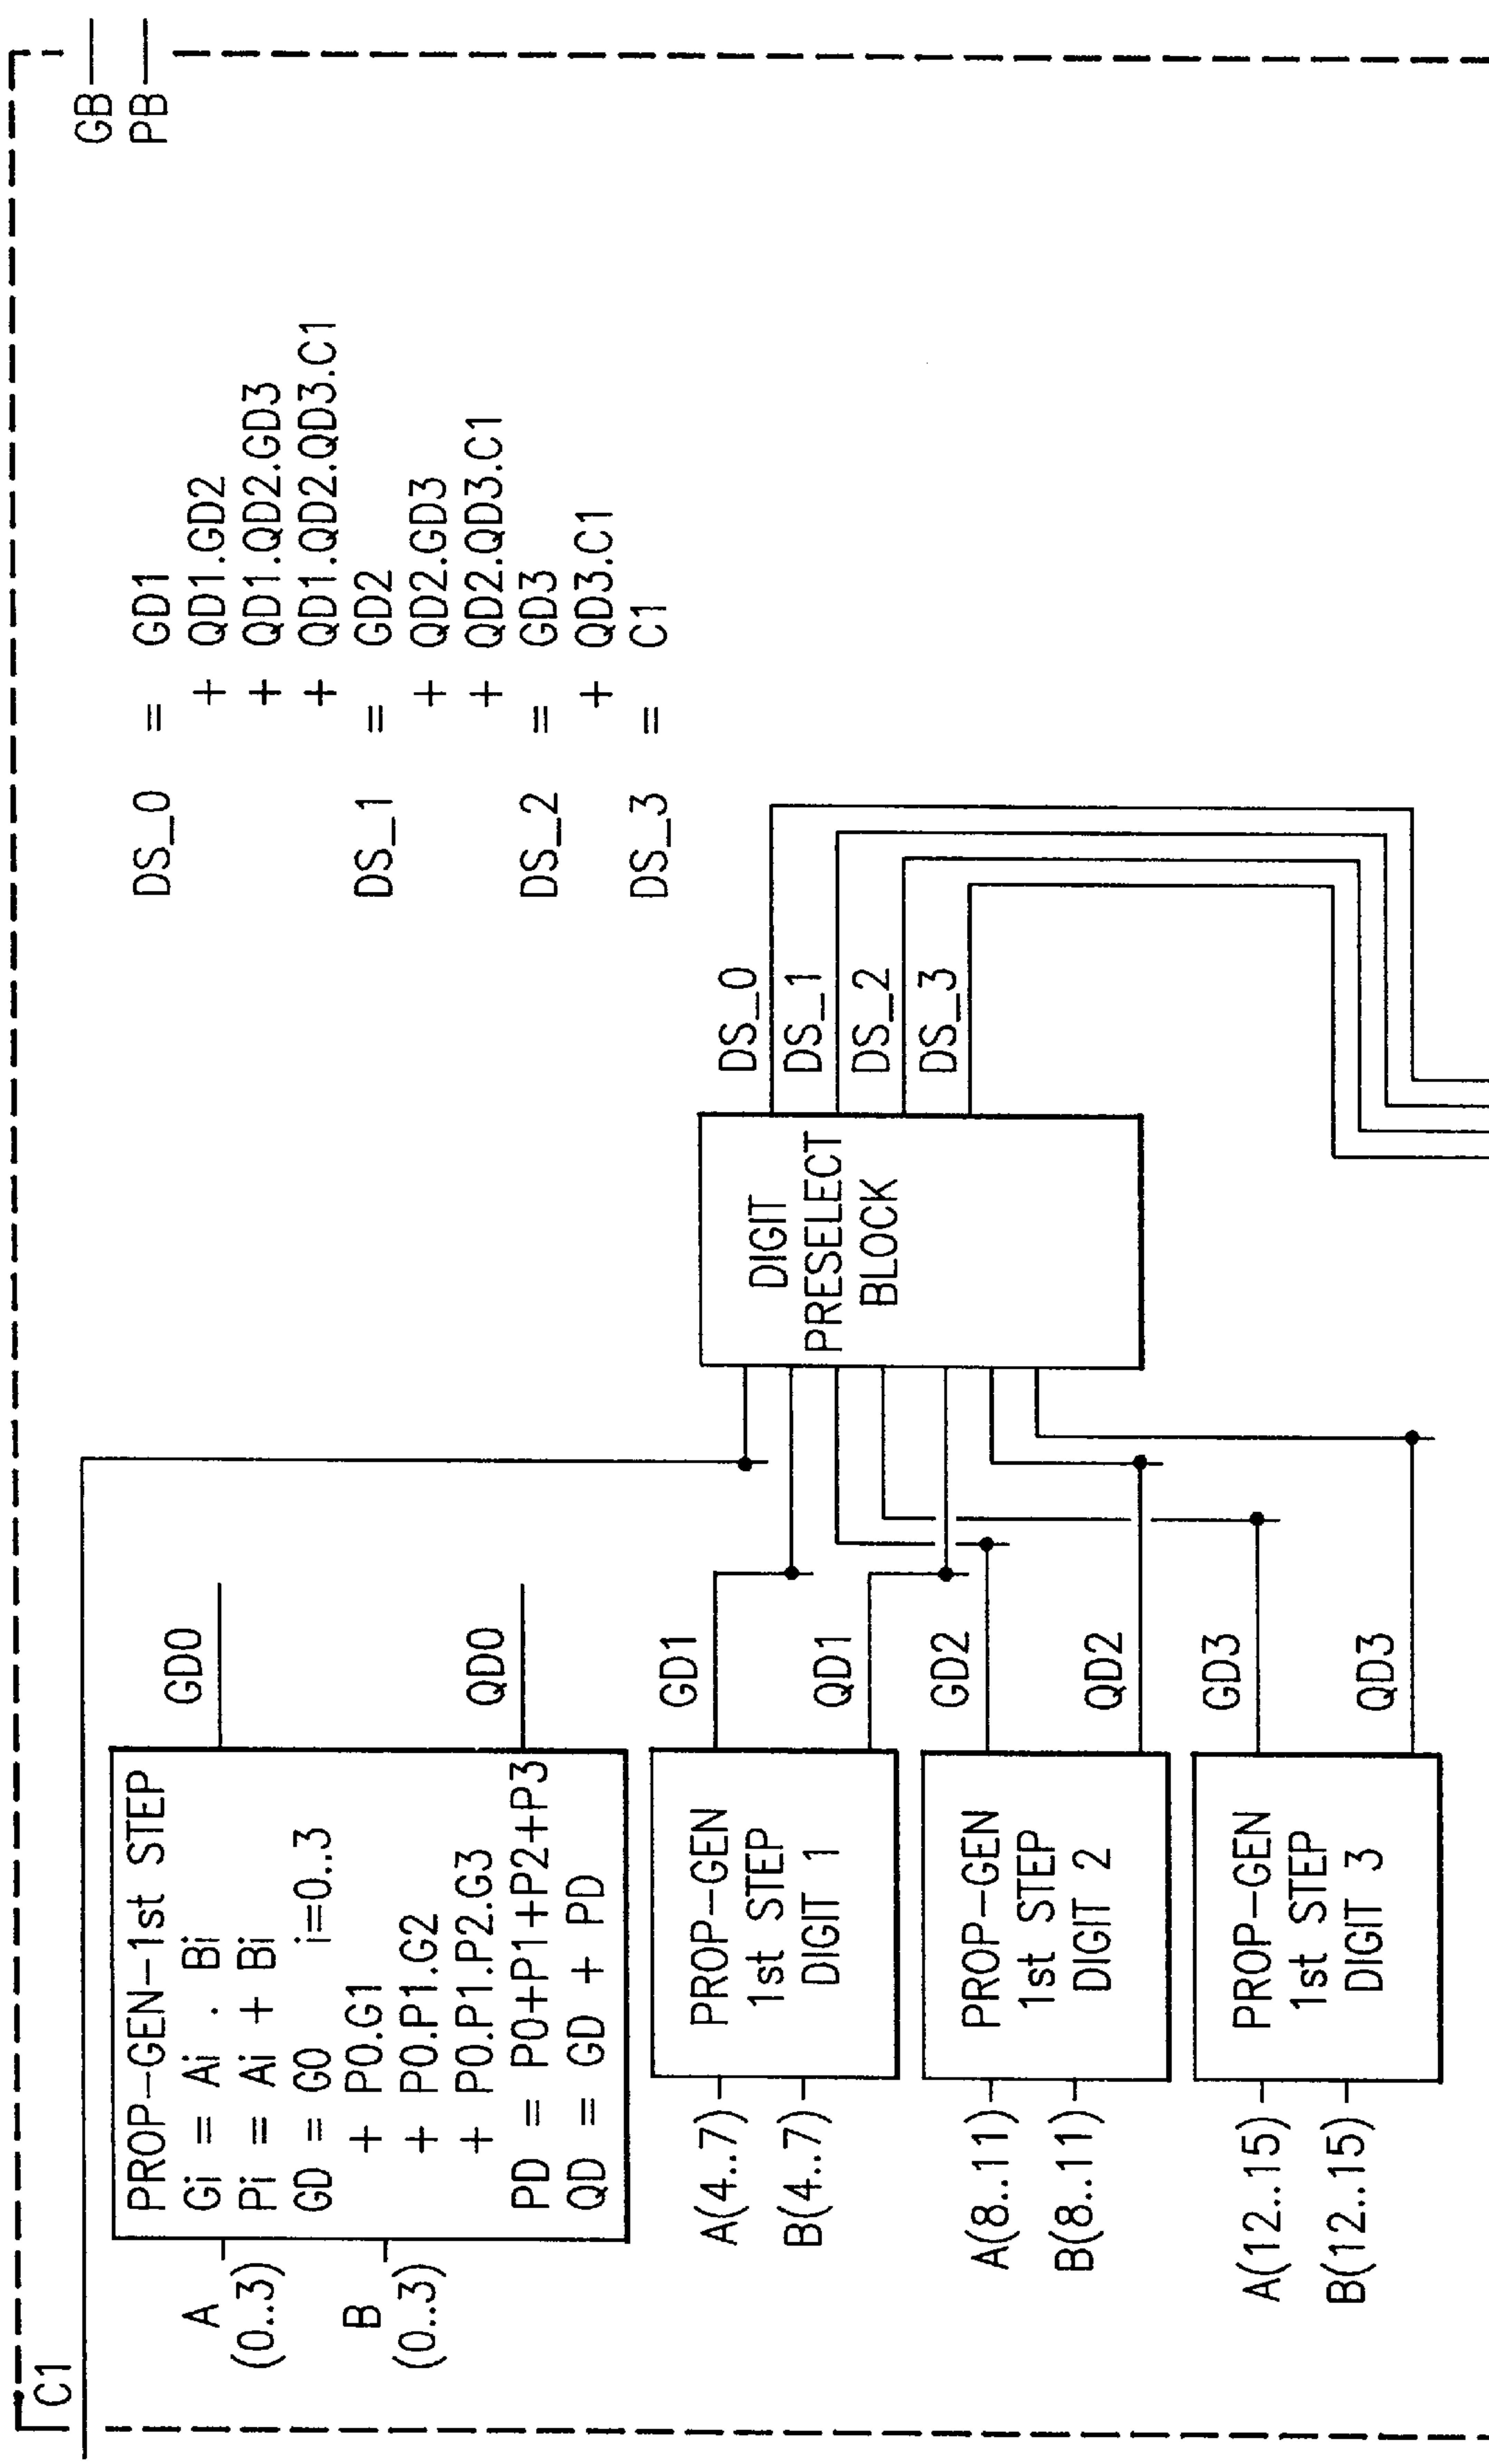 C1
GB
PB
PROP-GEN-1st STEP
Gi = Ai . Bi
Pi = Ai + Bi
GD = G0 i=0..3
+ P0.G1
+ P0.P1.G2
+ P0.P1.P2.G3
PD = P0+P1+P2+P3
QD = GD + PD
A
(0..3)
B
(0..3)
GD0
QD0
DS_0 = GD1
+ QD1.GD2
+ QD1.QD2.GD3
+ QD1.QD2.QD3.C1
DS_1 = GD2
+ QD2.GD3
+ QD2.QD3.C1
DS_2 = GD3
+ QD3.C1
DS_3 = C1
A(4..7)
B(4..7)
PROP-GEN
1st STEP
DIGIT 1
GD1
QD1
DIGIT
PRESELECT
BLOCK
DS_0
DS_1
DS_2
DS_3
A(8..11)
B(8..11)
PROP-GEN
1st STEP
DIGIT 2
GD2
QD2
A(12..15)
B(12..15)
PROP-GEN
1st STEP
DIGIT 3
GD3
QD3